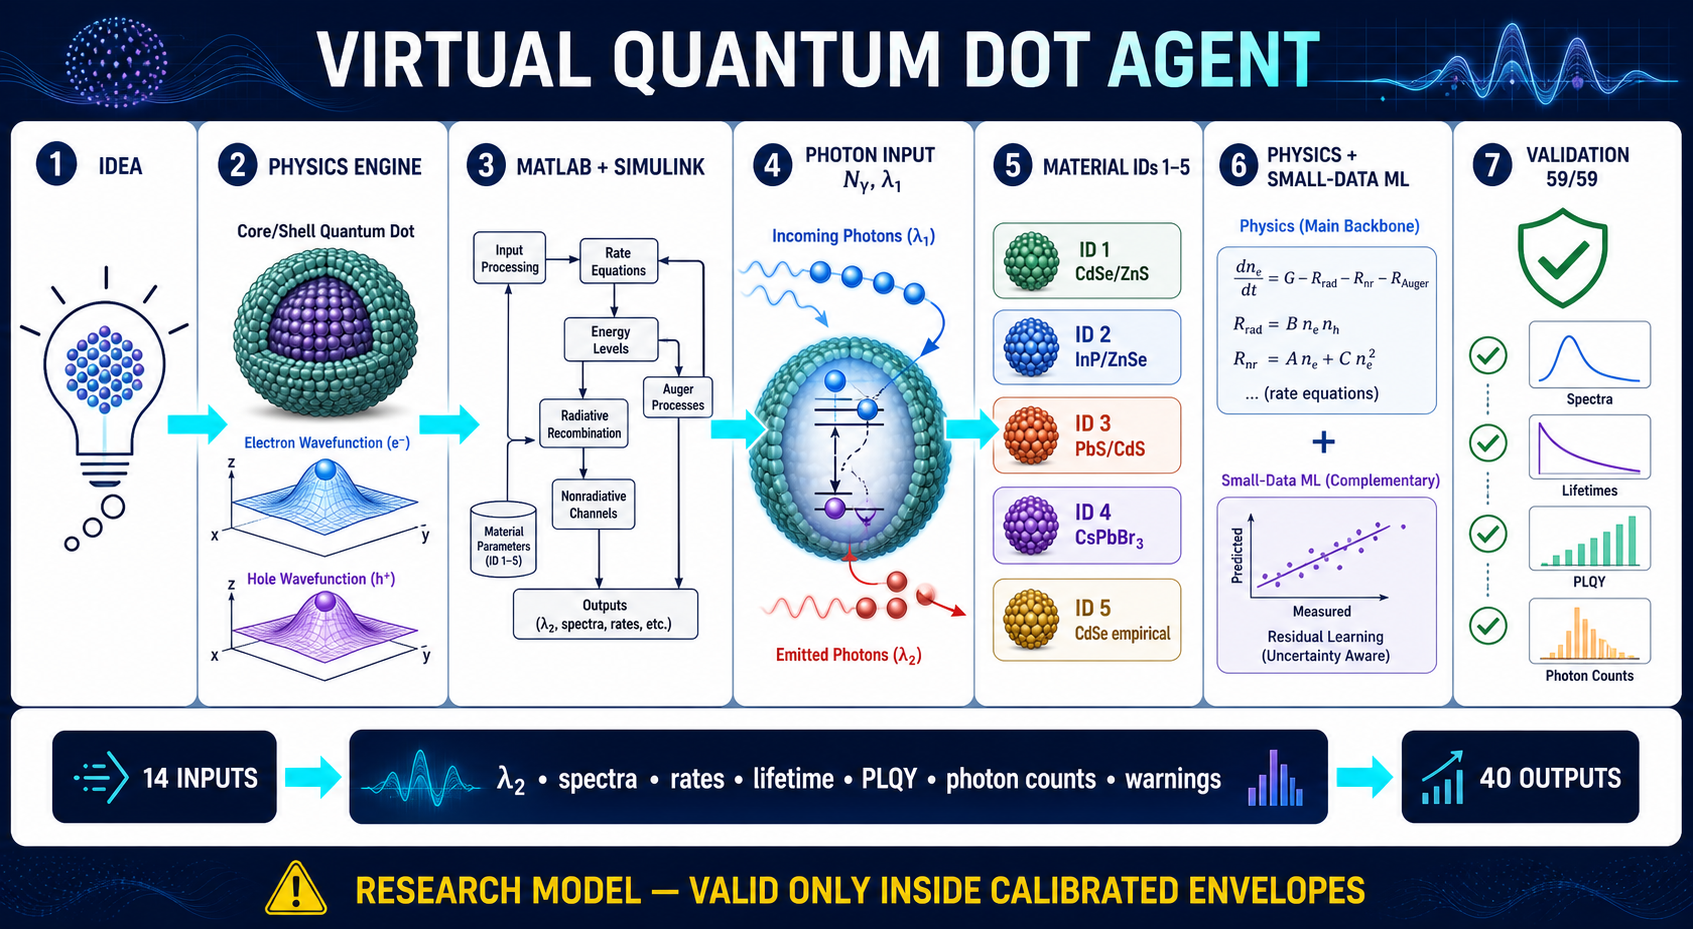 VIRTUAL QUANTUM DOT AGENT
1 IDEA
2 PHYSICS ENGINE
Core/Shell Quantum Dot
Electron Wavefunction (e⁻)
z
x
y
Hole Wavefunction (h⁺)
z
x
y
3 MATLAB + SIMULINK
Input
Processing
Rate
Equations
Energy
Levels
Auger
Processes
Radiative
Recombination
Nonradiative
Channels
Material
Parameters
(ID 1–5)
Outputs
(λ₂, spectra, rates, etc.)
4 PHOTON INPUT
Nᵧ, λ₁
Incoming Photons (λ₁)
Emitted Photons (λ₂)
5 MATERIAL IDs 1–5
ID 1
CdSe/ZnS
ID 2
InP/ZnSe
ID 3
PbS/CdS
ID 4
CsPbBr₃
ID 5
CdSe empirical
6 PHYSICS +
SMALL-DATA ML
Physics (Main Backbone)
dnₑ/dt = G − R_rad − R_nr − R_Auger
R_rad = B nₑ n_h
R_nr = A nₑ + C nₑ²
... (rate equations)
+
Small-Data ML (Complementary)
Predicted
Measured
Residual Learning
(Uncertainty Aware)
7 VALIDATION
59/59
Spectra
Lifetimes
PLQY
Photon Counts
14 INPUTS
λ₂ • spectra • rates • lifetime • PLQY • photon counts • warnings
40 OUTPUTS
RESEARCH MODEL — VALID ONLY INSIDE CALIBRATED ENVELOPES